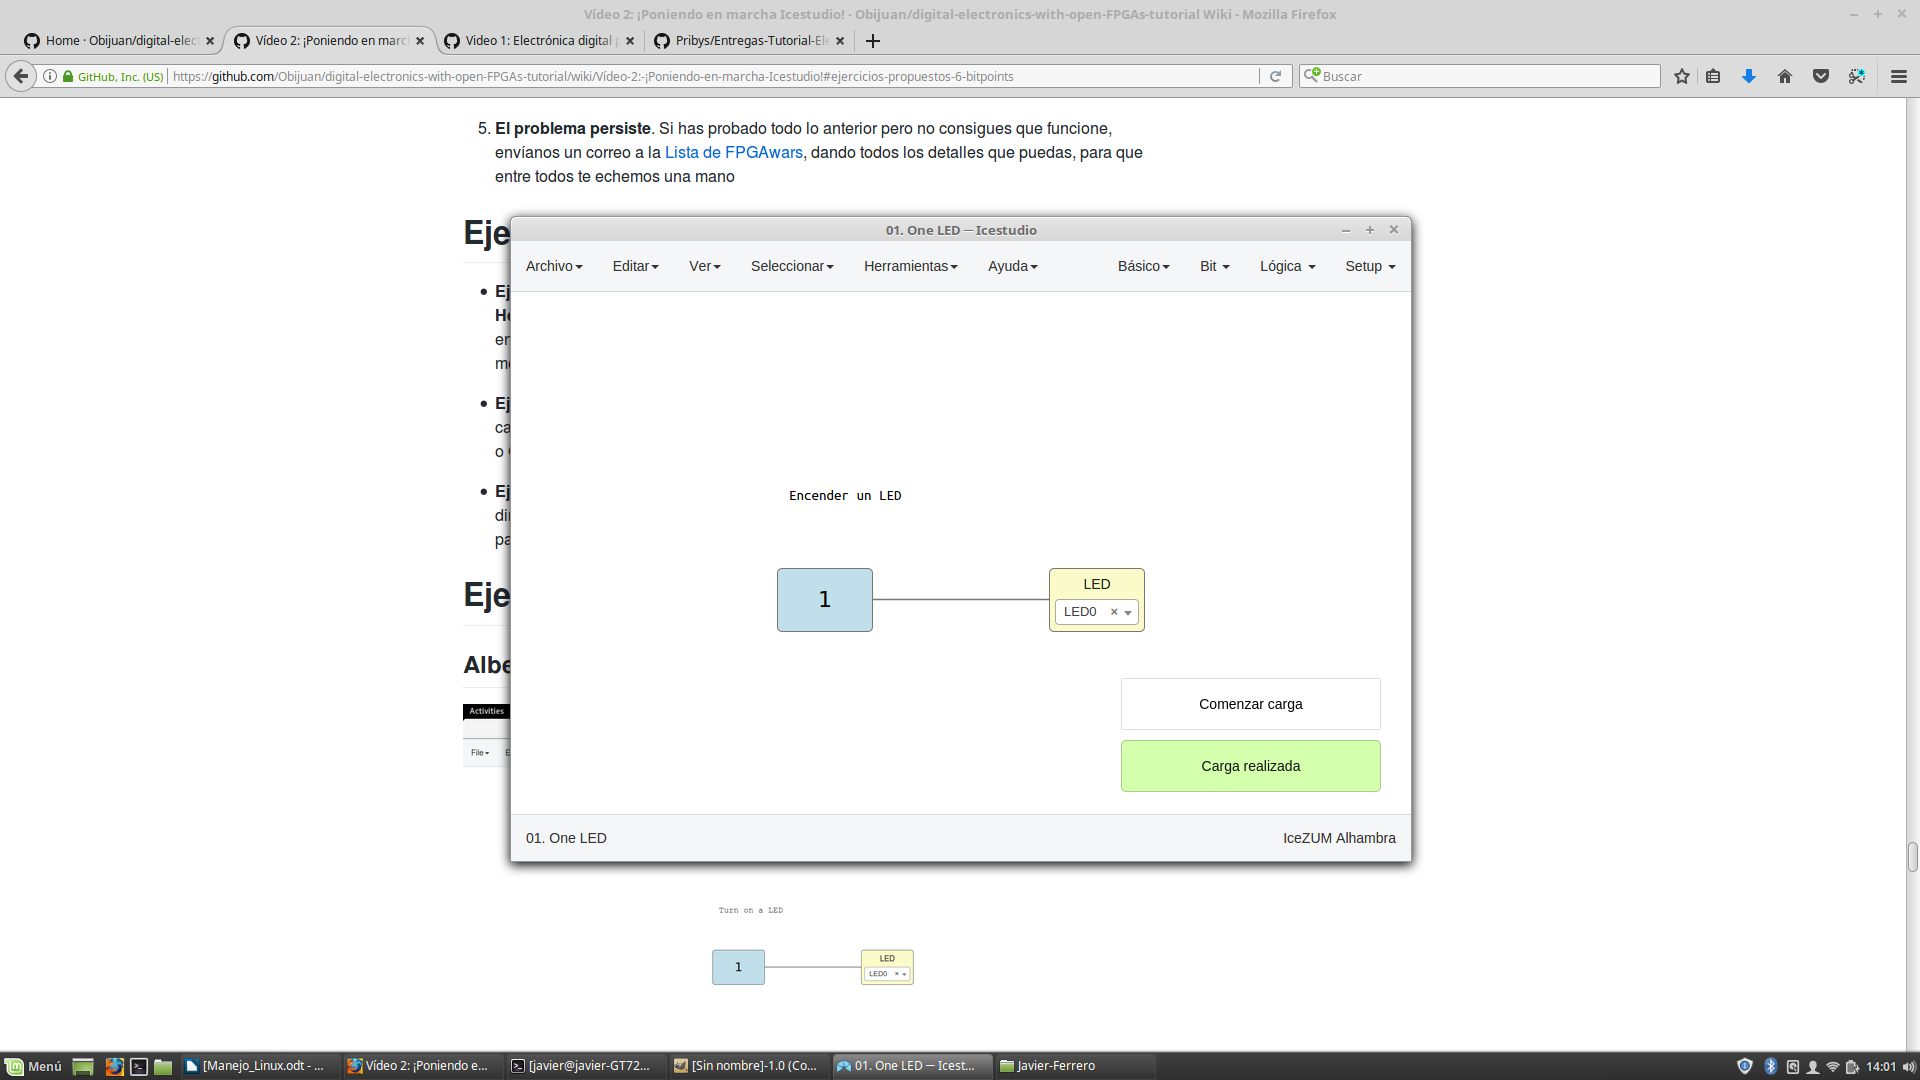 Vídeo 2: ¡Poniendo en marcha Icestudio! · Obijuan/digital-electronics-with-open-FPGAs-tutorial Wiki - Mozilla Firefox
Home · Obijuan/digital-elec
Vídeo 2: ¡Poniendo en marc
Video 1: Electrónica digital
Pribys/Entregas-Tutorial-El
GitHub, Inc. (US)
https://github.com/Obijuan/digital-electronics-with-open-FPGAs-tutorial/wiki/Vídeo-2:-¡Poniendo-en-marcha-Icestudio!#ejercicios-propuestos-6-bitpoints
Buscar
5. El problema persiste. Si has probado todo lo anterior pero no consigues que funcione,
envíanos un correo a la Lista de FPGAwars, dando todos los detalles que puedas, para que
entre todos te echemos una mano
Eje
01. One LED — Icestudio
Archivo Editar Ver Seleccionar Herramientas Ayuda Básico Bit Lógica Setup
Ej
He
en
me
Ej
ca
o
Ej
di
pa
Encender un LED
1
LED
LED0
Eje
Albe
Activities
File
Comenzar carga
Carga realizada
01. One LED
IceZUM Alhambra
Turn on a LED
1
LED
LED0
Menú
[Manejo_Linux.odt - ...
Vídeo 2: ¡Poniendo e...
[javier@javier-GT72...
[Sin nombre]-1.0 (Co...
01. One LED — Icest...
Javier-Ferrero
14:01